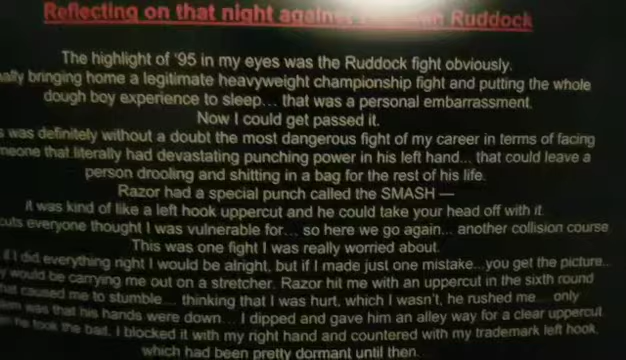 Reflecting on that night against Ruddock
The highlight of '95 in my eyes was the Ruddock fight obviously.
bringing home a legitimate heavyweight championship fight and putting the whole
dough boy experience to sleep... that was a personal embarrassment.
Now I could get passed it.
was definitely without a doubt the most dangerous fight of my career in terms of facing
that literally had devastating punching power in his left hand... that could leave a
person drooling and shitting in a bag for the rest of his life.
Razor had a special punch called the SMASH —
it was kind of like a left hook uppercut and he could take your head off with it.
everyone thought I was vulnerable for... so here we go again... another collision course
This was one fight I was really worried about.
if I did everything right I would be alright, but if I made just one mistake...you get the picture...
would be carrying me out on a stretcher. Razor hit me with an uppercut in the sixth round
caused me to stumble... thinking that I was hurt, which I wasn't, he rushed me... only
was that his hands were down... I dipped and gave him an alley way for a clear uppercut.
he took the bait. I blocked it with my right hand and countered with my trademark left hook.
which had been pretty dormant until then.